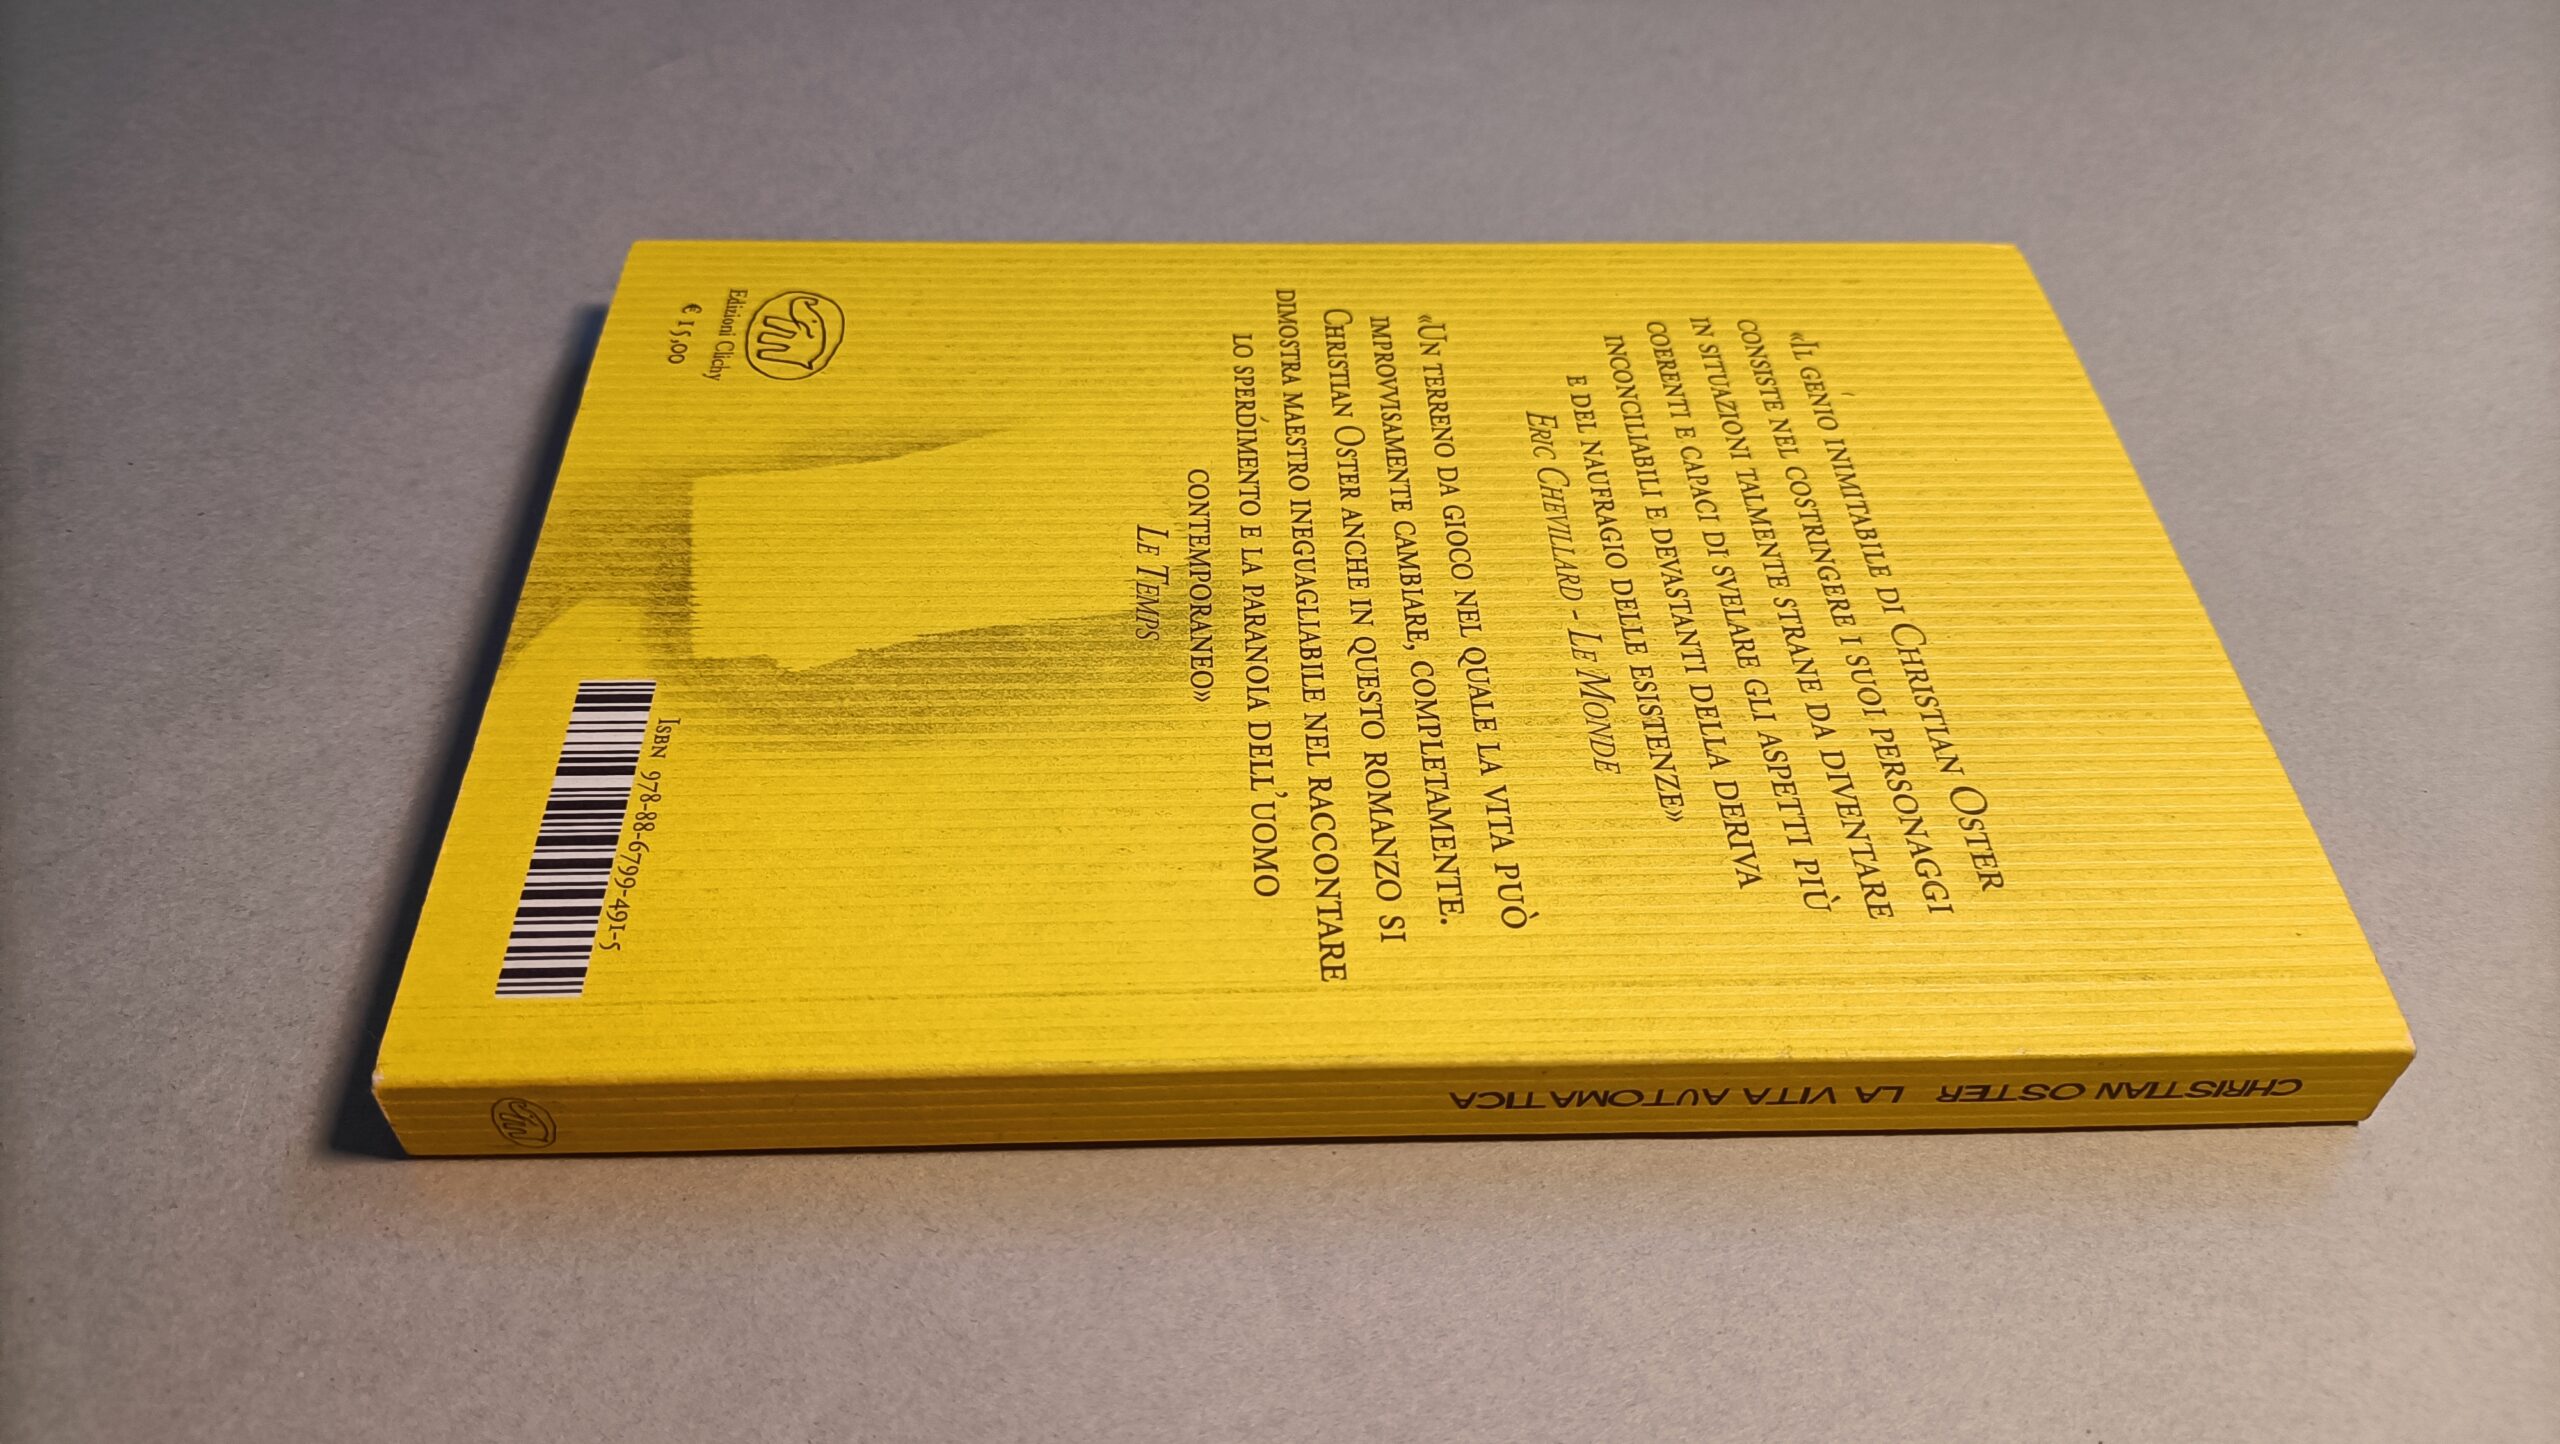 «Il genio inimitabile di Christian Oster
consiste nel costringere i suoi personaggi
in situazioni talmente strane da diventare
coerenti e capaci di svelare gli aspetti più
inconciliabili e devastanti della deriva
e del naufragio delle esistenze»
Eric Chevillard - Le Monde
«Un terreno da gioco nel quale la vita può
improvvisamente cambiare, completamente.
Christian Oster anche in questo romanzo si
dimostra maestro ineguagliabile nel raccontare
lo sperdimento e la paranoia dell'uomo
contemporaneo»
Le Temps
Edizioni Clichy
€ 15,00
Isbn 978-88-6799-491-5
CHRISTIAN OSTER LA VITA AUTOMATICA